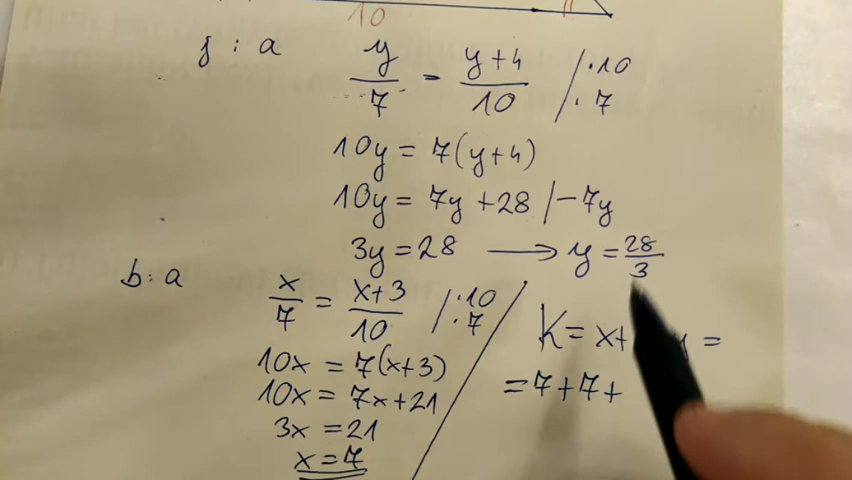 10
f : a
y/7 = y+4/10 /·10 ·7
10y = 7(y+4)
10y = 7y +28 /-7y
3y = 28 → y = 28/3
b : a
x/7 = x+3/10 /·10 ·7
10x = 7(x+3)
10x = 7x+21
3x = 21
x = 7
K = x+ y =
= 7+7+